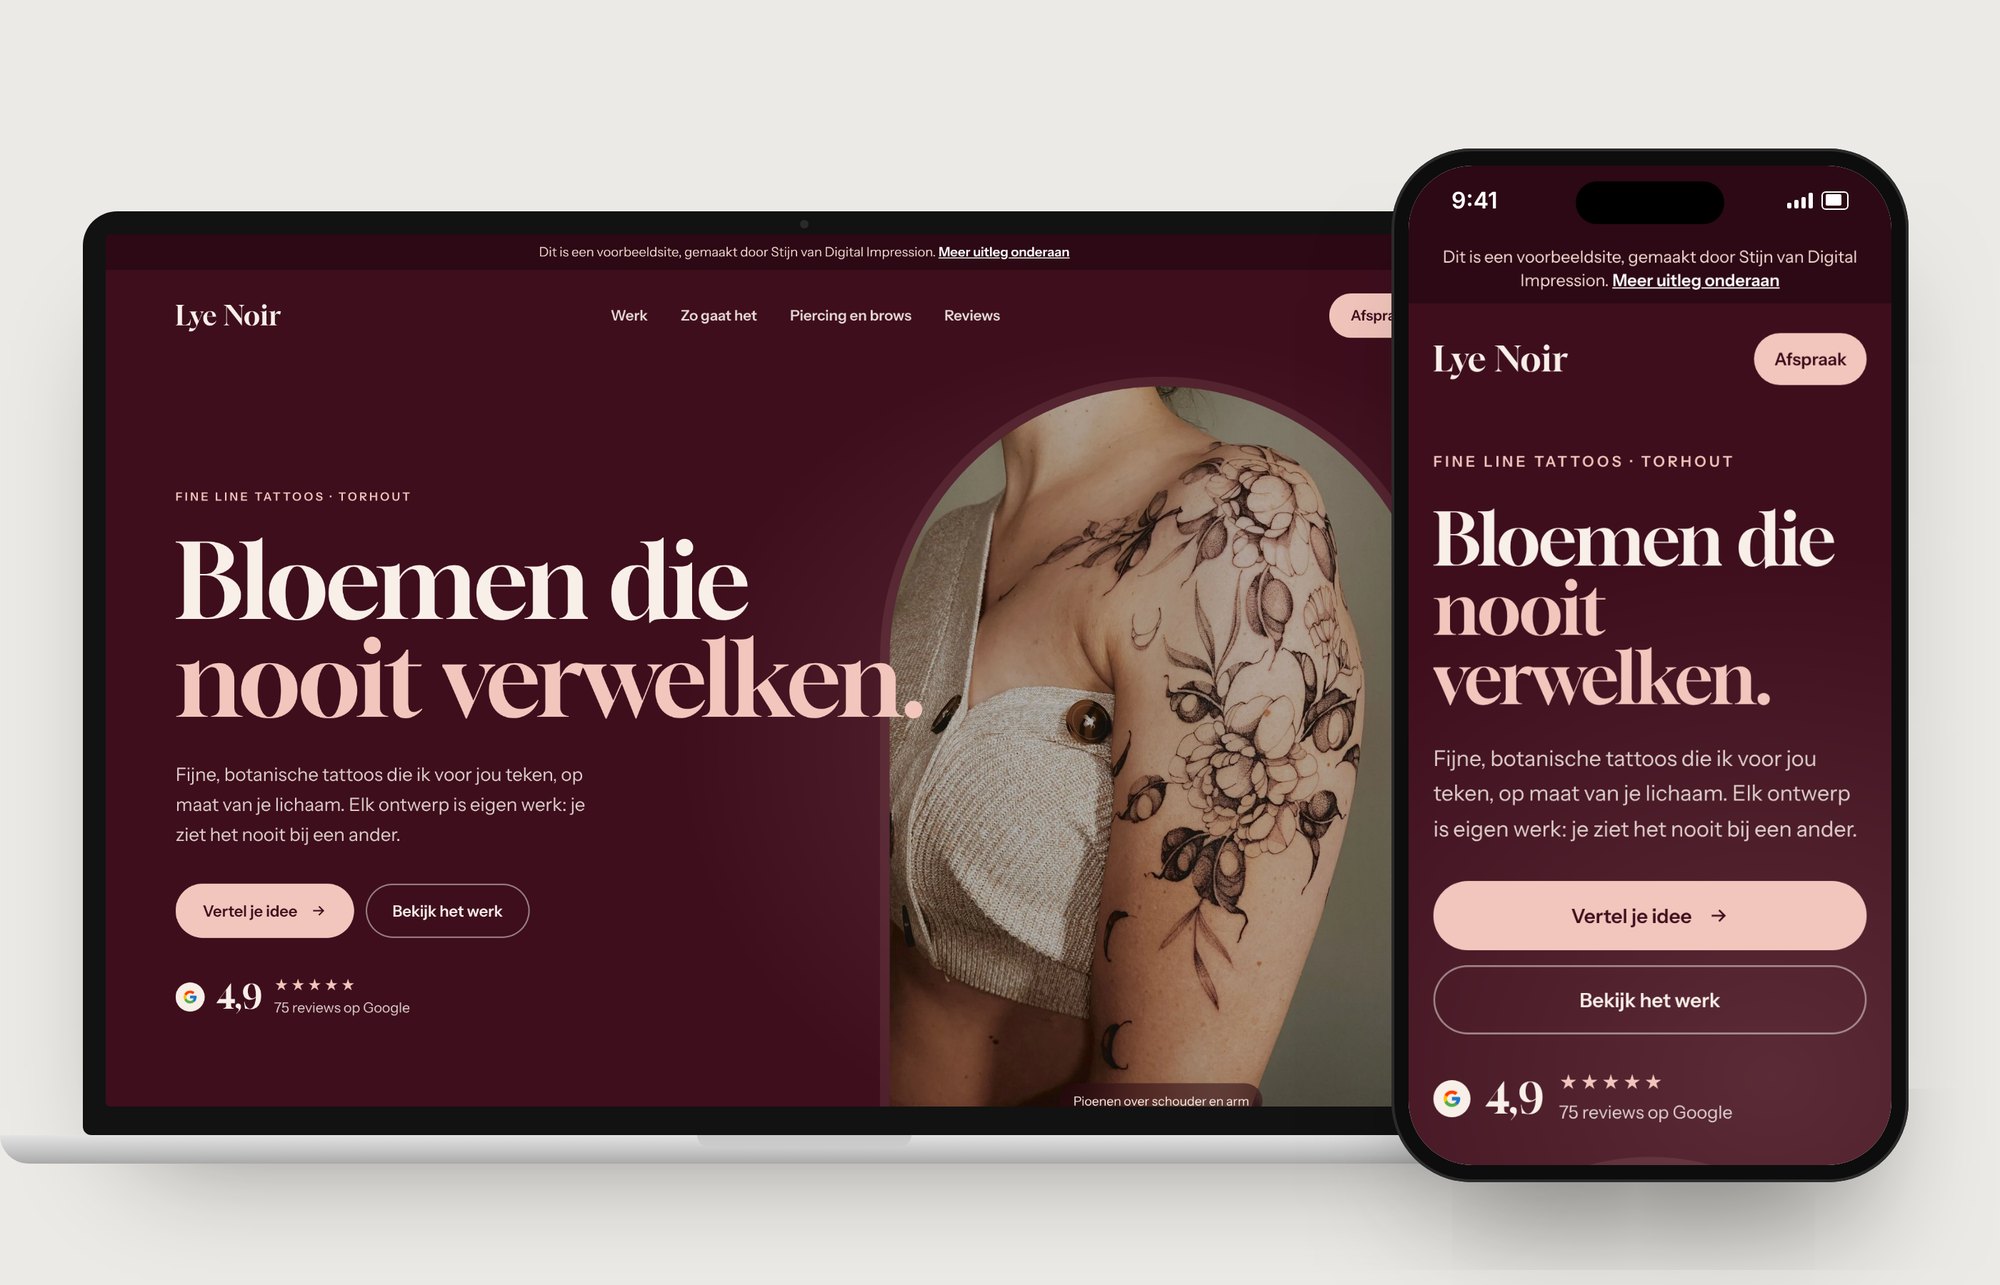 Dit is een voorbeeldsite, gemaakt door Stijn van Digital Impression. Meer uitleg onderaan
Lye Noir
Werk
Zo gaat het
Piercing en brows
Reviews
FINE LINE TATTOOS · TORHOUT
Bloemen die
nooit verwelken.
Fijne, botanische tattoos die ik voor jou teken, op
maat van je lichaam. Elk ontwerp is eigen werk: je
ziet het nooit bij een ander.
Vertel je idee →
Bekijk het werk
G 4,9 ★★★★★
75 reviews op Google
Pioenen over schouder en arm
9:41
Dit is een voorbeeldsite, gemaakt door Stijn van Digital
Impression. Meer uitleg onderaan
Lye Noir
Afspraak
FINE LINE TATTOOS · TORHOUT
Bloemen die
nooit
verwelken.
Fijne, botanische tattoos die ik voor jou
teken, op maat van je lichaam. Elk ontwerp
is eigen werk: je ziet het nooit bij een ander.
Vertel je idee →
Bekijk het werk
G 4,9 ★★★★★
75 reviews op Google